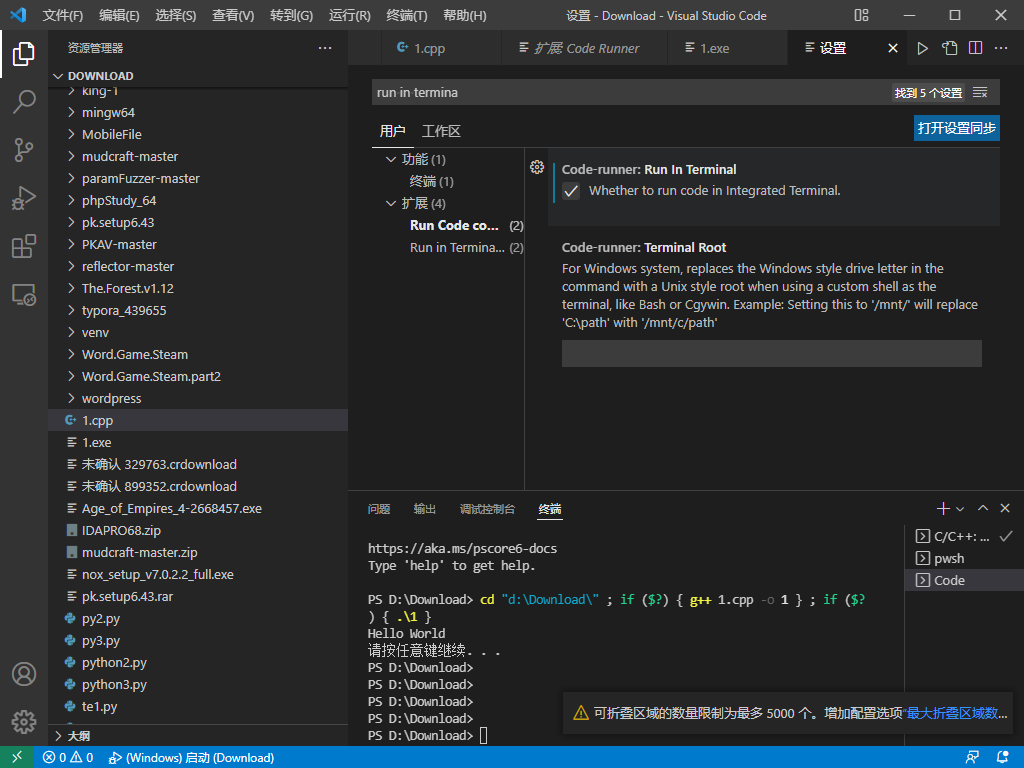 文件(F) 编辑(E) 选择(S) 查看(V) 转到(G) 运行(R) 终端(T) 帮助(H) 设置 - Download - Visual Studio Code
资源管理器
DOWNLOAD
king-1
mingw64
MobileFile
mudcraft-master
paramFuzzer-master
phpStudy_64
pk.setup6.43
PKAV-master
reflector-master
The.Forest.v1.12
typora_439655
venv
Word.Game.Steam
Word.Game.Steam.part2
wordpress
1.cpp
1.exe
未确认 329763.crdownload
未确认 899352.crdownload
Age_of_Empires_4-2668457.exe
IDAPRO68.zip
mudcraft-master.zip
nox_setup_v7.0.2.2_full.exe
pk.setup6.43.rar
py2.py
py3.py
python2.py
python3.py
te1.py
大纲
1.cpp 扩展 Code Runner 1.exe 设置
run in termina 找到 5 个设置
用户 工作区 打开设置同步
功能 (1)
终端 (1)
扩展 (4)
Run Code co... (2)
Run in Termina... (2)
Code-runner: Run In Terminal
Whether to run code in Integrated Terminal.
Code-runner: Terminal Root
For Windows system, replaces the Windows style drive letter in the
command with a Unix style root when using a custom shell as the
terminal, like Bash or Cgywin. Example: Setting this to '/mnt/' will replace
'C:\path' with '/mnt/c/path'
问题 输出 调试控制台 终端
https://aka.ms/pscore6-docs
Type 'help' to get help.
PS D:\Download> cd "d:\Download\" ; if ($?) { g++ 1.cpp -o 1 } ; if ($?
) { .\1 }
Hello World
请按任意键继续. . .
PS D:\Download>
PS D:\Download>
PS D:\Download>
PS D:\Download>
PS D:\Download>
C/C++: ...
pwsh
Code
可折叠区域的数量限制为最多 5000 个。增加配置选项“最大折叠区域数...
0 0 (Windows) 启动 (Download)